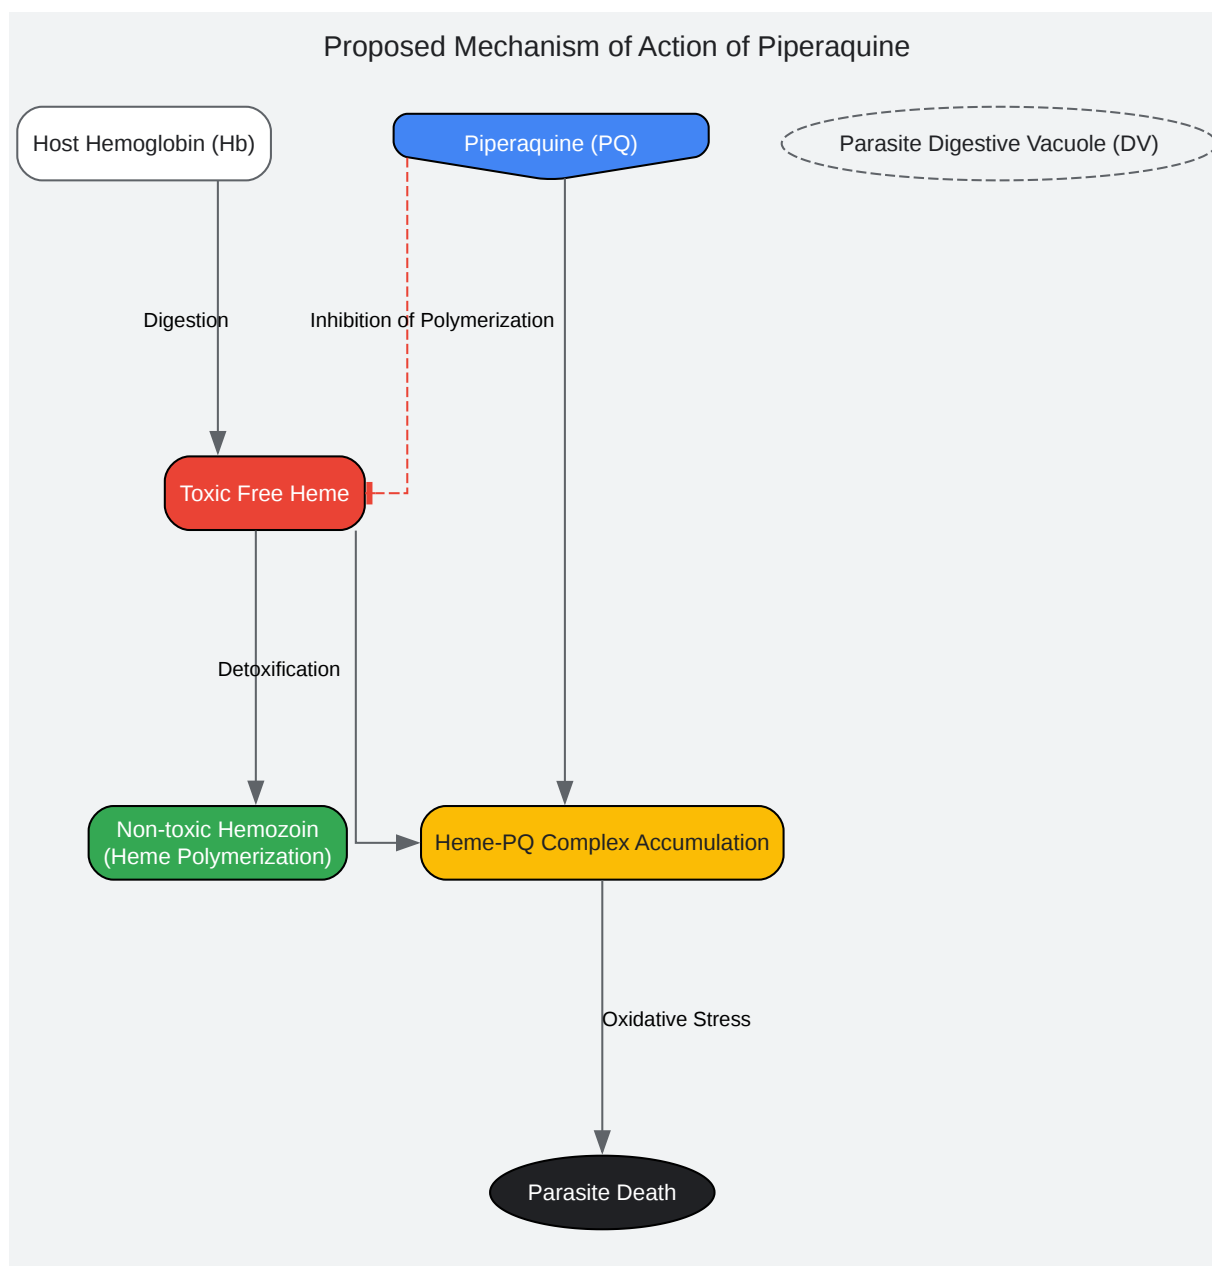 Proposed Mechanism of Action of Piperaquine
Host Hemoglobin (Hb)
Piperaquine (PQ)
Parasite Digestive Vacuole (DV)
Digestion
Inhibition of Polymerization
Toxic Free Heme
Detoxification
Non-toxic Hemozoin
(Heme Polymerization)
Heme-PQ Complex Accumulation
Oxidative Stress
Parasite Death